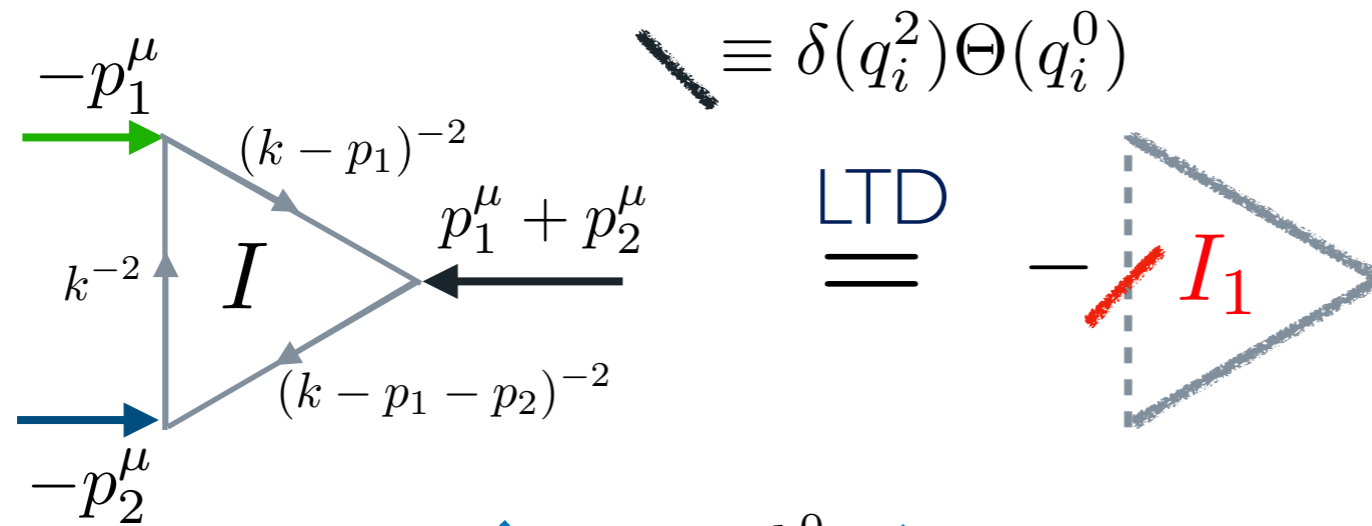 ≡ δ(q_i^2)Θ(q_i^0)
−p_1^μ
(k − p_1)^{−2}
LTD
p_1^μ + p_2^μ
=
−
I_1
k^{−2}
I
(k − p_1 − p_2)^{−2}
−p_2^μ